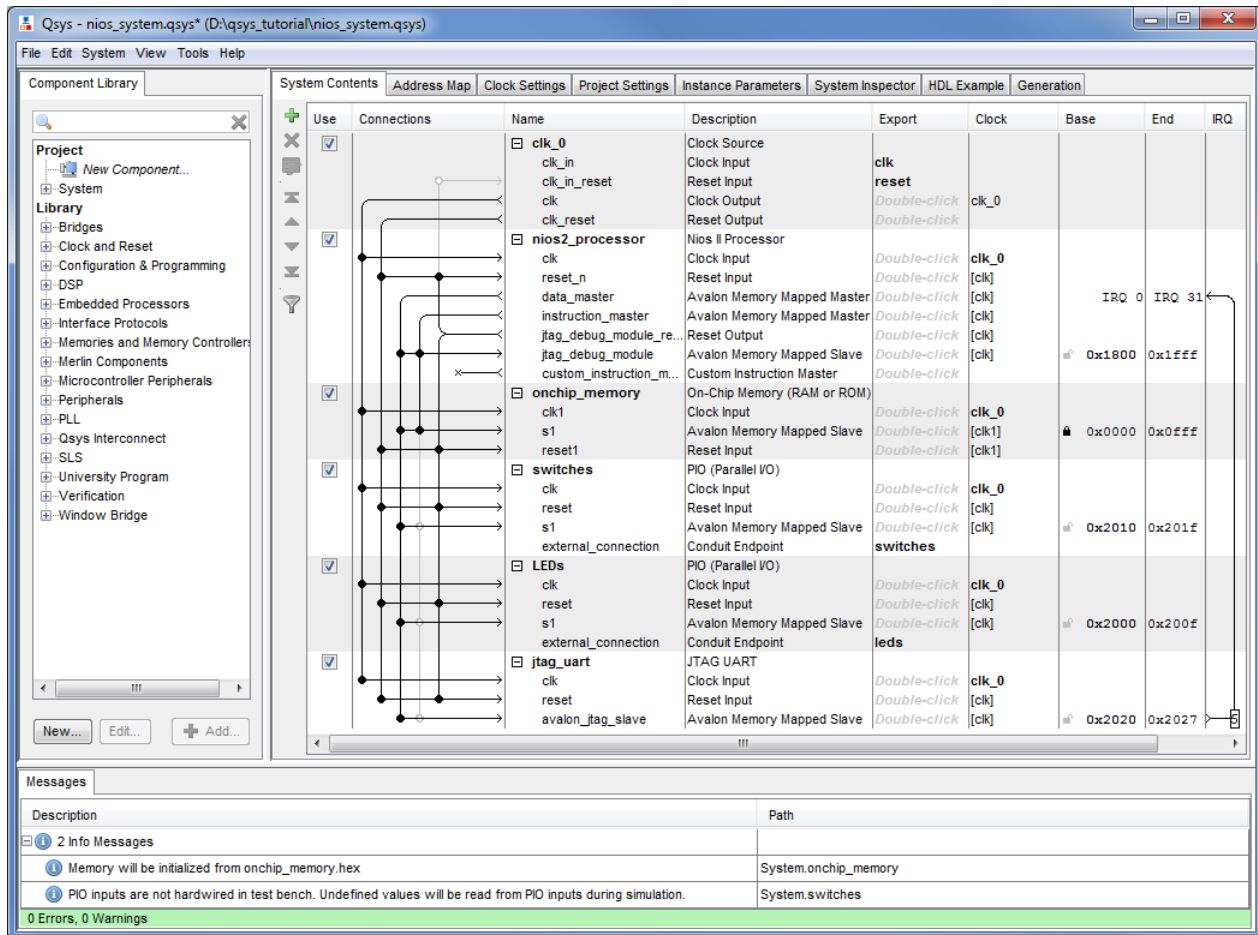 Qsys - nios_system.qsys* (D:\qsys_tutorial\nios_system.qsys)
File Edit System View Tools Help
Component Library
System Contents Address Map Clock Settings Project Settings Instance Parameters System Inspector HDL Example Generation
Project
New Component...
System
Library
Bridges
Clock and Reset
Configuration & Programming
DSP
Embedded Processors
Interface Protocols
Memories and Memory Controllers
Merlin Components
Microcontroller Peripherals
Peripherals
PLL
Qsys Interconnect
SLS
University Program
Verification
Window Bridge
New... Edit... Add...
Use Connections Name Description Export Clock Base End IRQ
clk_0 Clock Source
clk_in Clock Input clk
clk_in_reset Reset Input reset
clk Clock Output Double-click clk_0
clk_reset Reset Output Double-click
nios2_processor Nios II Processor
clk Clock Input Double-click clk_0
reset_n Reset Input Double-click [clk]
data_master Avalon Memory Mapped Master Double-click [clk] IRQ 0 IRQ 31
instruction_master Avalon Memory Mapped Master Double-click [clk]
jtag_debug_module_re... Reset Output Double-click [clk]
jtag_debug_module Avalon Memory Mapped Slave Double-click [clk] 0x1800 0x1fff
custom_instruction_m... Custom Instruction Master Double-click
onchip_memory On-Chip Memory (RAM or ROM)
clk1 Clock Input Double-click clk_0
s1 Avalon Memory Mapped Slave Double-click [clk1] 0x0000 0x0fff
reset1 Reset Input Double-click [clk1]
switches PIO (Parallel I/O)
clk Clock Input Double-click clk_0
reset Reset Input Double-click [clk]
s1 Avalon Memory Mapped Slave Double-click [clk] 0x2010 0x201f
external_connection Conduit Endpoint switches
LEDs PIO (Parallel I/O)
clk Clock Input Double-click clk_0
reset Reset Input Double-click [clk]
s1 Avalon Memory Mapped Slave Double-click [clk] 0x2000 0x200f
external_connection Conduit Endpoint leds
jtag_uart JTAG UART
clk Clock Input Double-click clk_0
reset Reset Input Double-click [clk]
avalon_jtag_slave Avalon Memory Mapped Slave Double-click [clk] 0x2020 0x2027 5
Messages
Description Path
2 Info Messages
Memory will be initialized from onchip_memory.hex System.onchip_memory
PIO inputs are not hardwired in test bench. Undefined values will be read from PIO inputs during simulation. System.switches
0 Errors, 0 Warnings